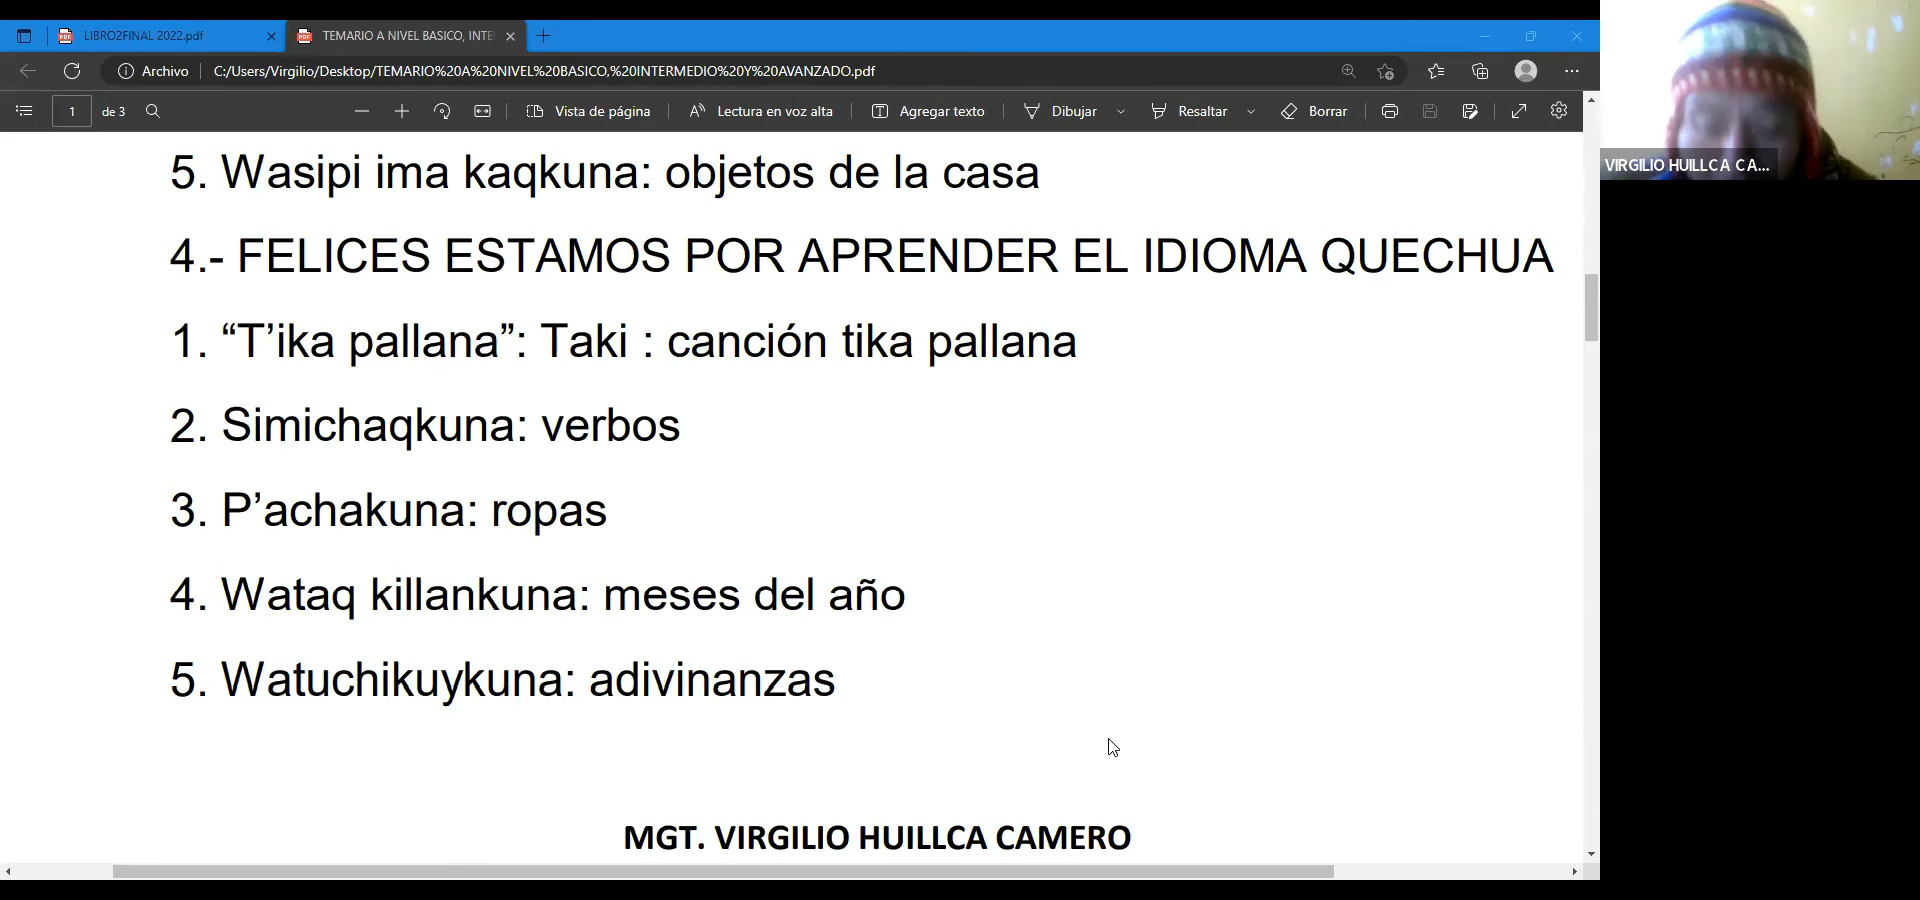 LIBRO2FINAL 2022.pdf
TEMARIO A NIVEL BASICO, INTE
Archivo
C:/Users/Virgilio/Desktop/TEMARIO%20A%20NIVEL%20BASICO,%20INTERMEDIO%20Y%20AVANZADO.pdf
1 de 3
Vista de página
Lectura en voz alta
Agregar texto
Dibujar
Resaltar
Borrar
VIRGILIO HUILLCA CA...
5. Wasipi ima kaqkuna: objetos de la casa
4.- FELICES ESTAMOS POR APRENDER EL IDIOMA QUECHUA
1. “T’ika pallana”: Taki : canción tika pallana
2. Simichaqkuna: verbos
3. P’achakuna: ropas
4. Wataq killankuna: meses del año
5. Watuchikuykuna: adivinanzas
MGT. VIRGILIO HUILLCA CAMERO